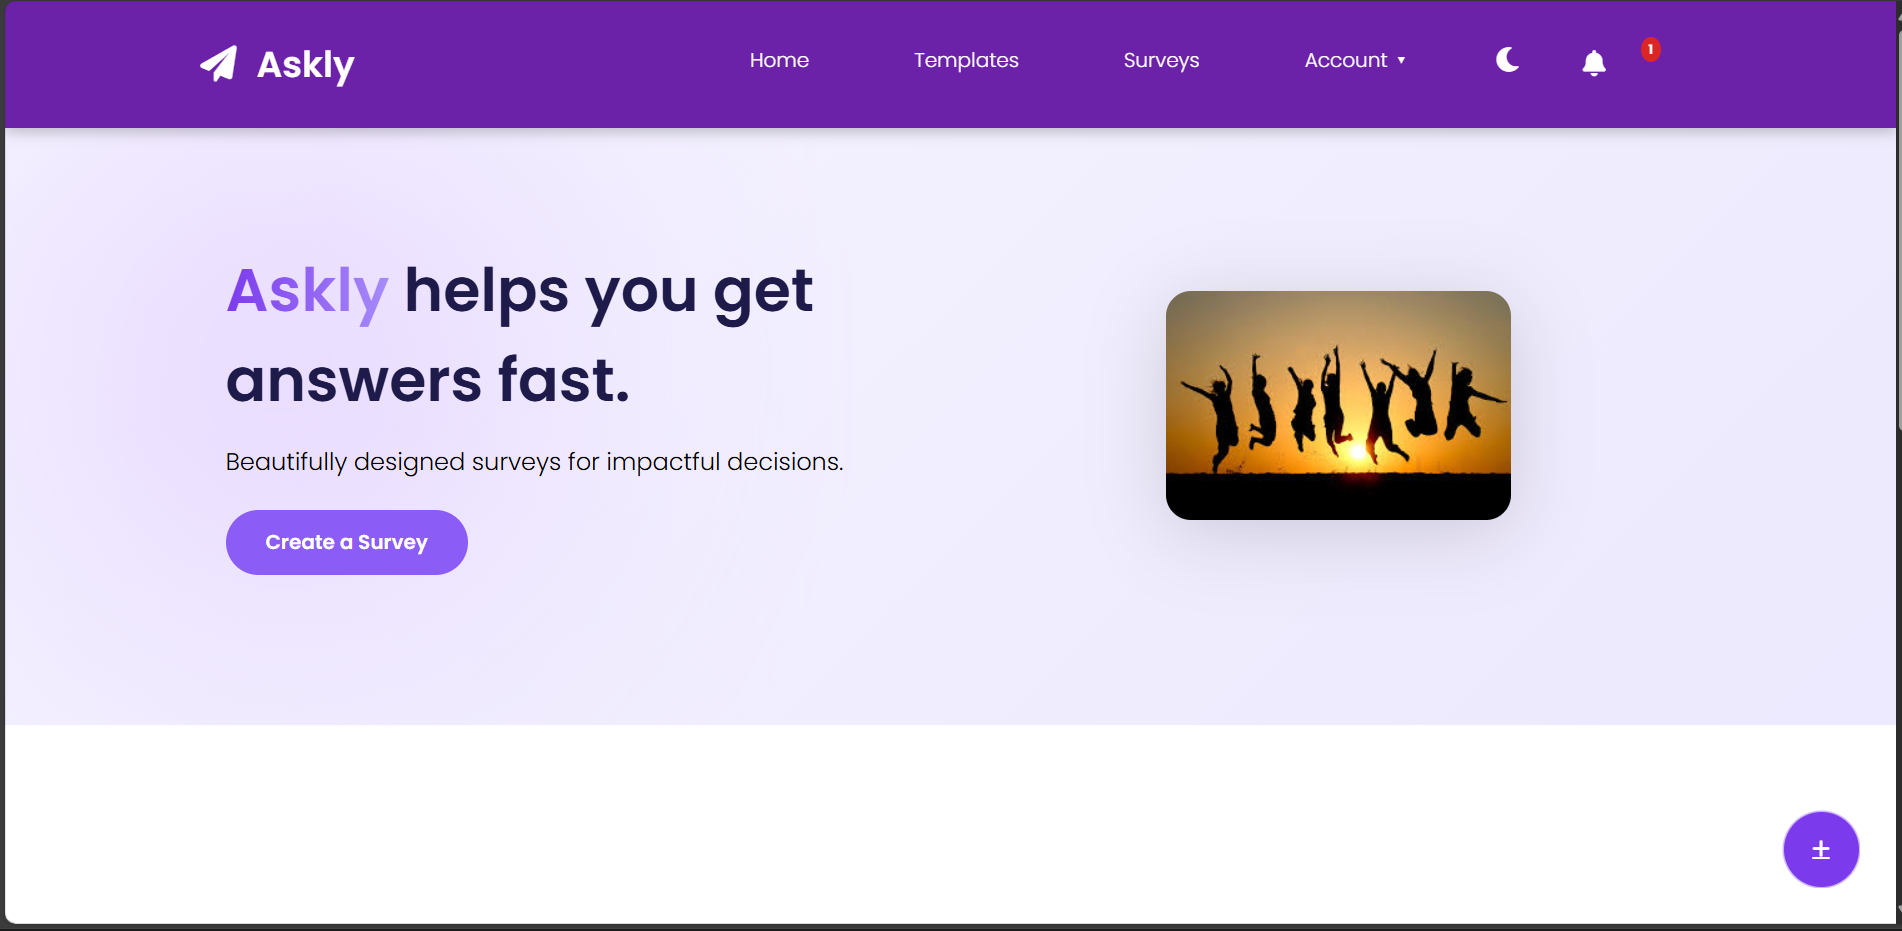 Askly
Home Templates Surveys Account ▾ 1
Askly helps you get
answers fast.
Beautifully designed surveys for impactful decisions.
Create a Survey
±